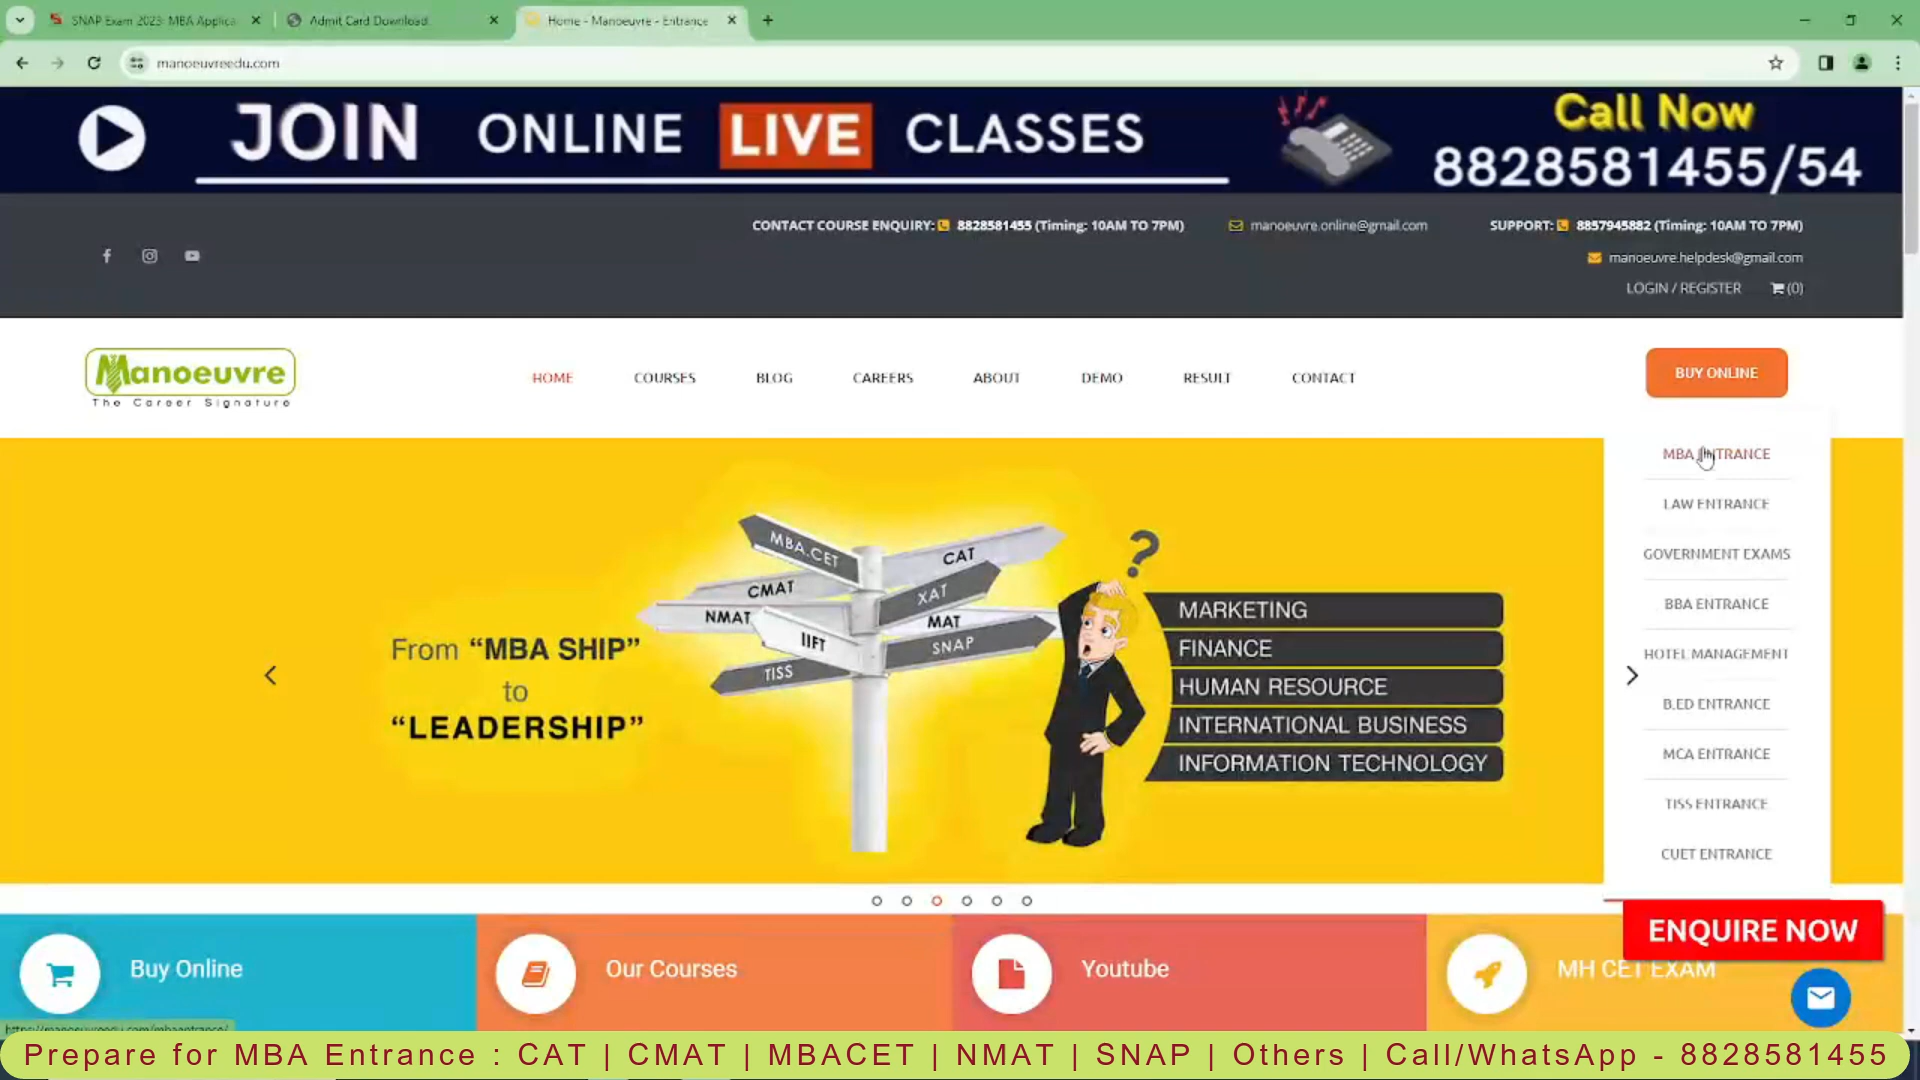 SNAP Exam 2023: MBA Applica
Admit Card Download
Home - Manoeuvre - Entrance
manoeuvreedu.com
JOIN ONLINE LIVE CLASSES
Call Now
8828581455/54
CONTACT COURSE ENQUIRY: 8828581455 (Timing: 10AM TO 7PM)
manoeuvre.online@gmail.com
SUPPORT: 8857945882 (Timing: 10AM TO 7PM)
manoeuvre.helpdesk@gmail.com
LOGIN / REGISTER (0)
Manoeuvre
The Career Signature
HOME COURSES BLOG CAREERS ABOUT DEMO RESULT CONTACT
BUY ONLINE
MBA ENTRANCE
LAW ENTRANCE
GOVERNMENT EXAMS
BBA ENTRANCE
HOTEL MANAGEMENT
B.ED ENTRANCE
MCA ENTRANCE
TISS ENTRANCE
CUET ENTRANCE
From “MBA SHIP”
to
“LEADERSHIP”
MBA.CET
CAT
CMAT
XAT
NMAT
MAT
IIFT
SNAP
TISS
?
MARKETING
FINANCE
HUMAN RESOURCE
INTERNATIONAL BUSINESS
INFORMATION TECHNOLOGY
ENQUIRE NOW
Buy Online
Our Courses
Youtube
MH CET EXAM
https://manoeuvreedu.com/mbaentrance/
Prepare for MBA Entrance : CAT | CMAT | MBACET | NMAT | SNAP | Others | Call/WhatsApp - 8828581455